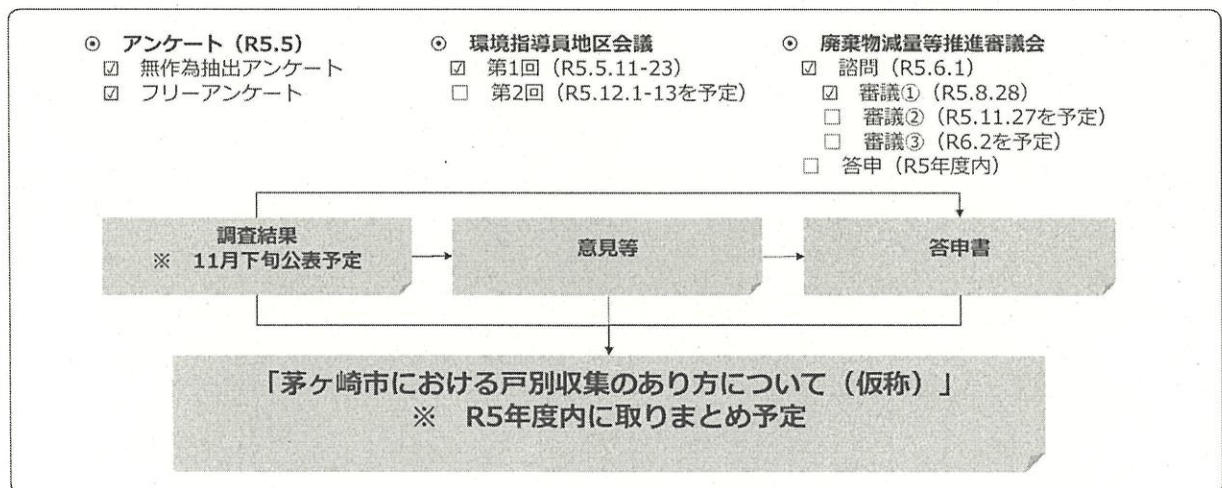 ◉ アンケート（R5.5）
☑ 無作為抽出アンケート
☑ フリーアンケート
◉ 環境指導員地区会議
☑ 第1回（R5.5.11-23）
□ 第2回（R5.12.1-13を予定）
◉ 廃棄物減量等推進審議会
☑ 諮問（R5.6.1）
☑ 審議①（R5.8.28）
□ 審議②（R5.11.27を予定）
□ 審議③（R6.2を予定）
□ 答申（R5年度内）
調査結果
※ 11月下旬公表予定
意見等
答申書
「茅ヶ崎市における戸別収集のあり方について（仮称）」
※ R5年度内に取りまとめ予定